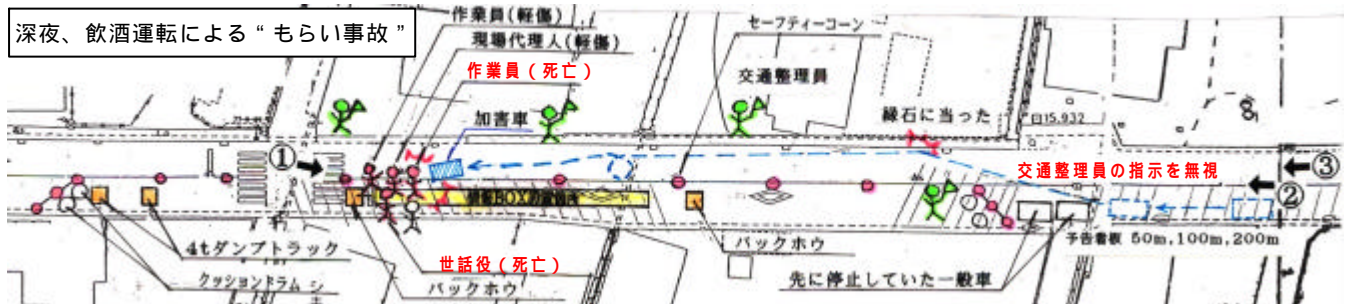 深夜、飲酒運転による“もらい事故”
作業員(軽傷)
現場代理人(軽傷)
作業員（死亡）
加害車
セーフティーコーン
交通整理員
縁石に当った
交通整理員の指示を無視
①
③
②
4tダンプトラック
クッションドラム
世話役（死亡）
バックホウ
バックホウ
先に停止していた一般車
予告看板 50m,100m,200m